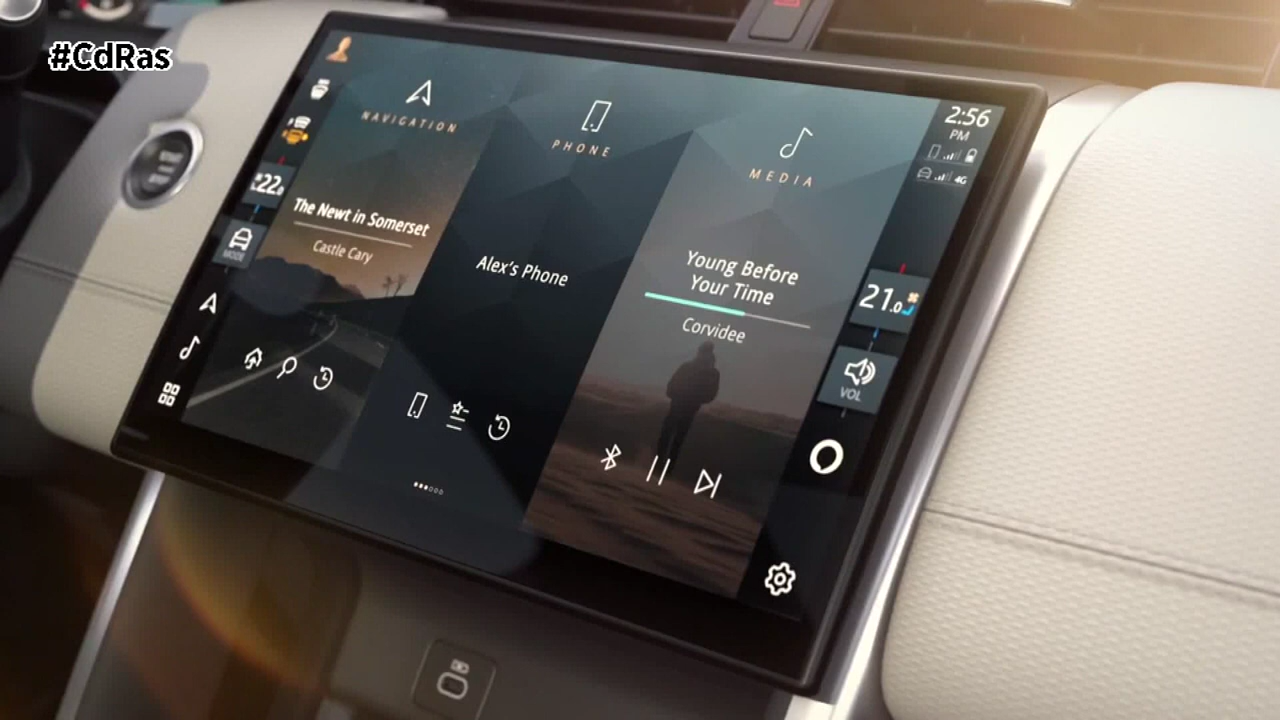 #CdRas
NAVIGATION
The Newt in Somerset
Castle Cary
PHONE
Alex's Phone
MEDIA
Young Before
Your Time
Corvidee
2:56
PM
4G
22.
MODE
21.0
VOL